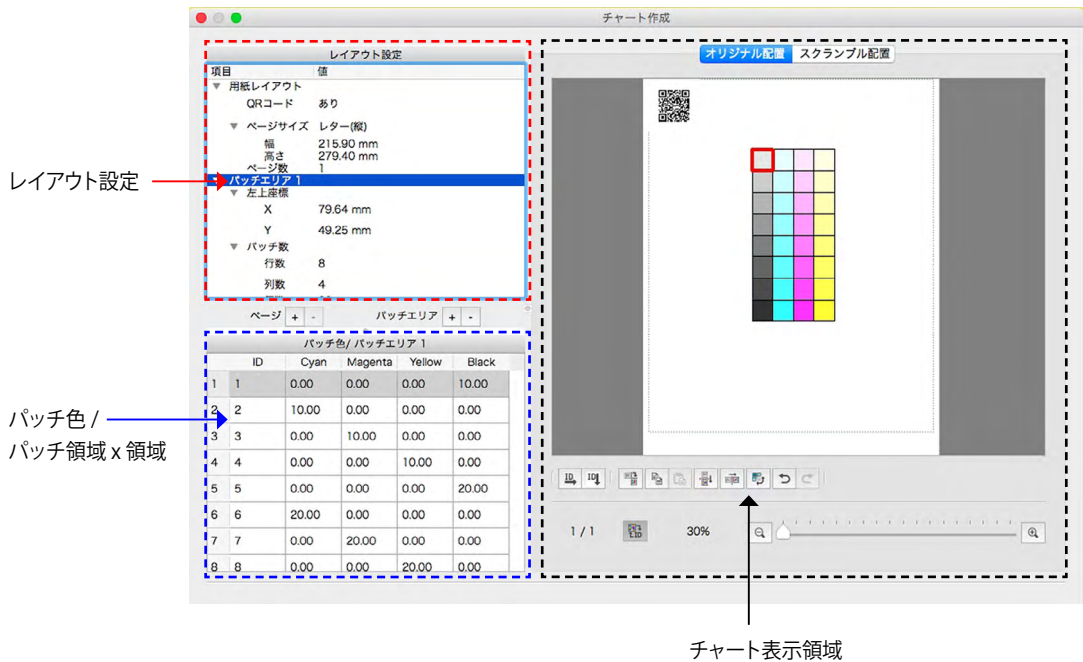 チャート作成
レイアウト設定
項目 値
用紙レイアウト
QRコード あり
ページサイズ レター(縦)
幅 215.90 mm
高さ 279.40 mm
ページ数 1
パッチエリア 1
左上座標
X 79.64 mm
Y 49.25 mm
パッチ数
行数 8
列数 4
ページ + - パッチエリア + -
パッチ色/ パッチエリア 1
ID Cyan Magenta Yellow Black
1 1 0.00 0.00 0.00 10.00
2 2 10.00 0.00 0.00 0.00
3 3 0.00 10.00 0.00 0.00
4 4 0.00 0.00 10.00 0.00
5 5 0.00 0.00 0.00 20.00
6 6 20.00 0.00 0.00 0.00
7 7 0.00 20.00 0.00 0.00
8 8 0.00 0.00 20.00 0.00
オリジナル配置 スクランブル配置
ID ID
1 / 1 30%
レイアウト設定
パッチ色 /
パッチ領域 x 領域
チャート表示領域